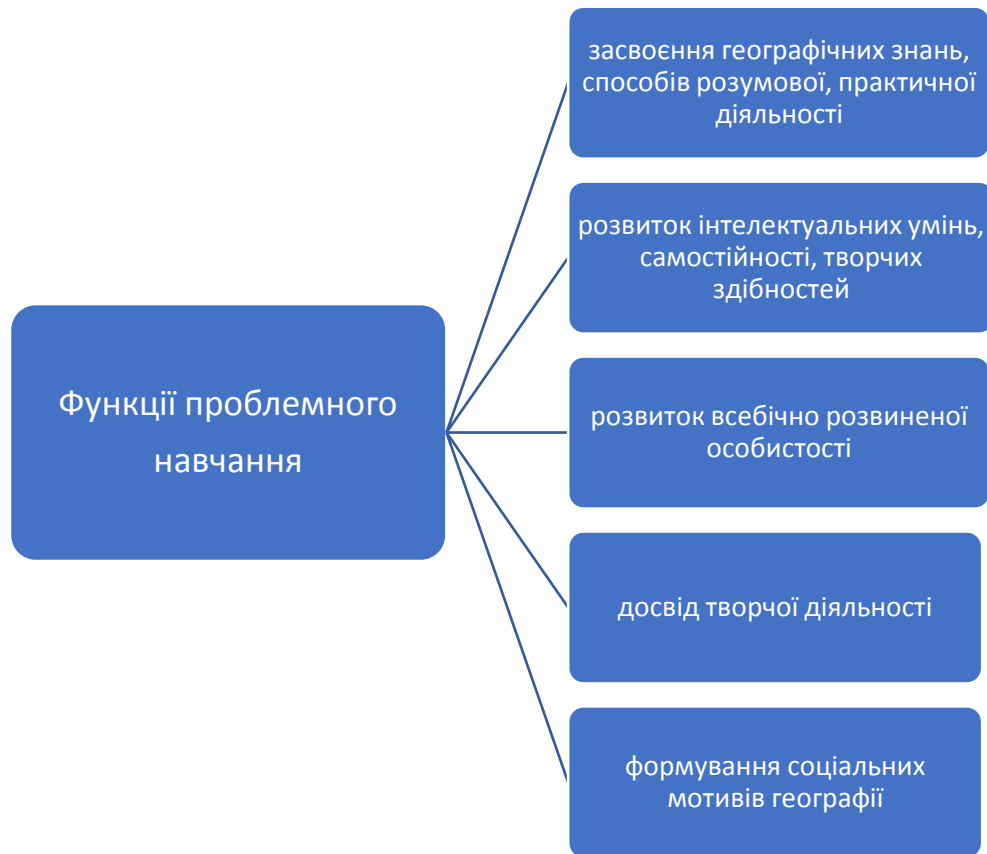 засвоєння географічних знань,
способів розумової, практичної
діяльності
розвиток інтелектуальних умінь,
самостійності, творчих
здібностей
Функції проблемного
навчання
розвиток всебічно розвиненої
особистості
досвід творчої діяльності
формування соціальних
мотивів географії